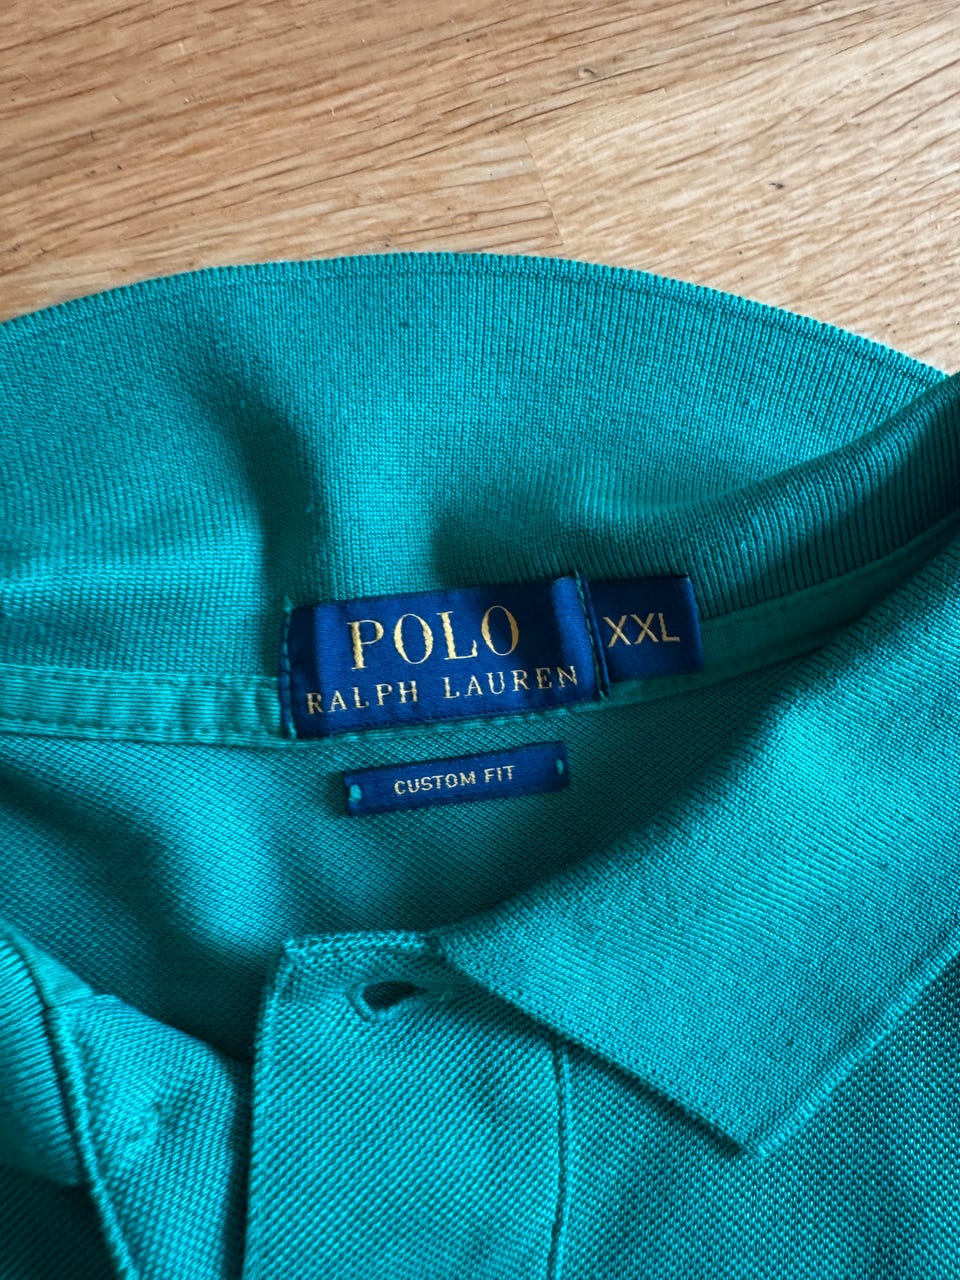 POLO
RALPH LAUREN
XXL
CUSTOM FIT